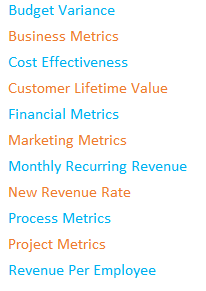 Budget Variance
Business Metrics
Cost Effectiveness
Customer Lifetime Value
Financial Metrics
Marketing Metrics
Monthly Recurring Revenue
New Revenue Rate
Process Metrics
Project Metrics
Revenue Per Employee